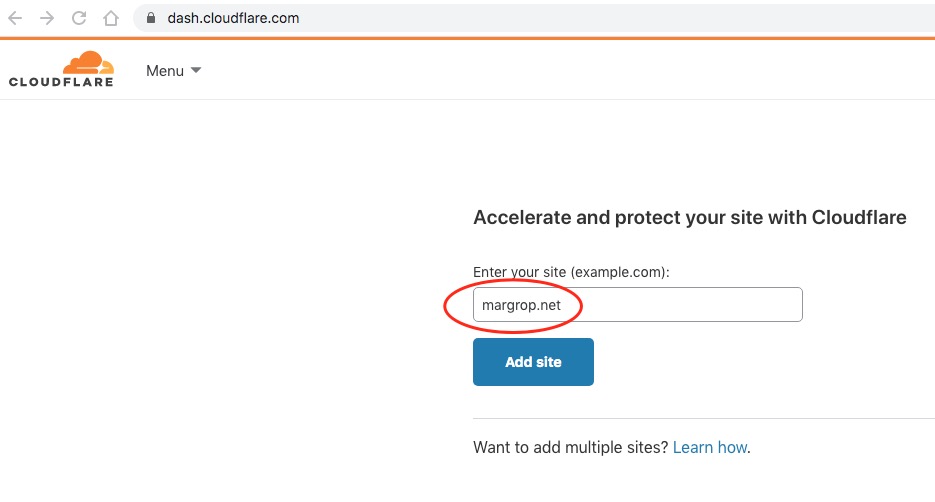 dash.cloudflare.com
CLOUDFLARE
Menu
Accelerate and protect your site with Cloudflare
Enter your site (example.com):
margrop.net
Add site
Want to add multiple sites? Learn how.